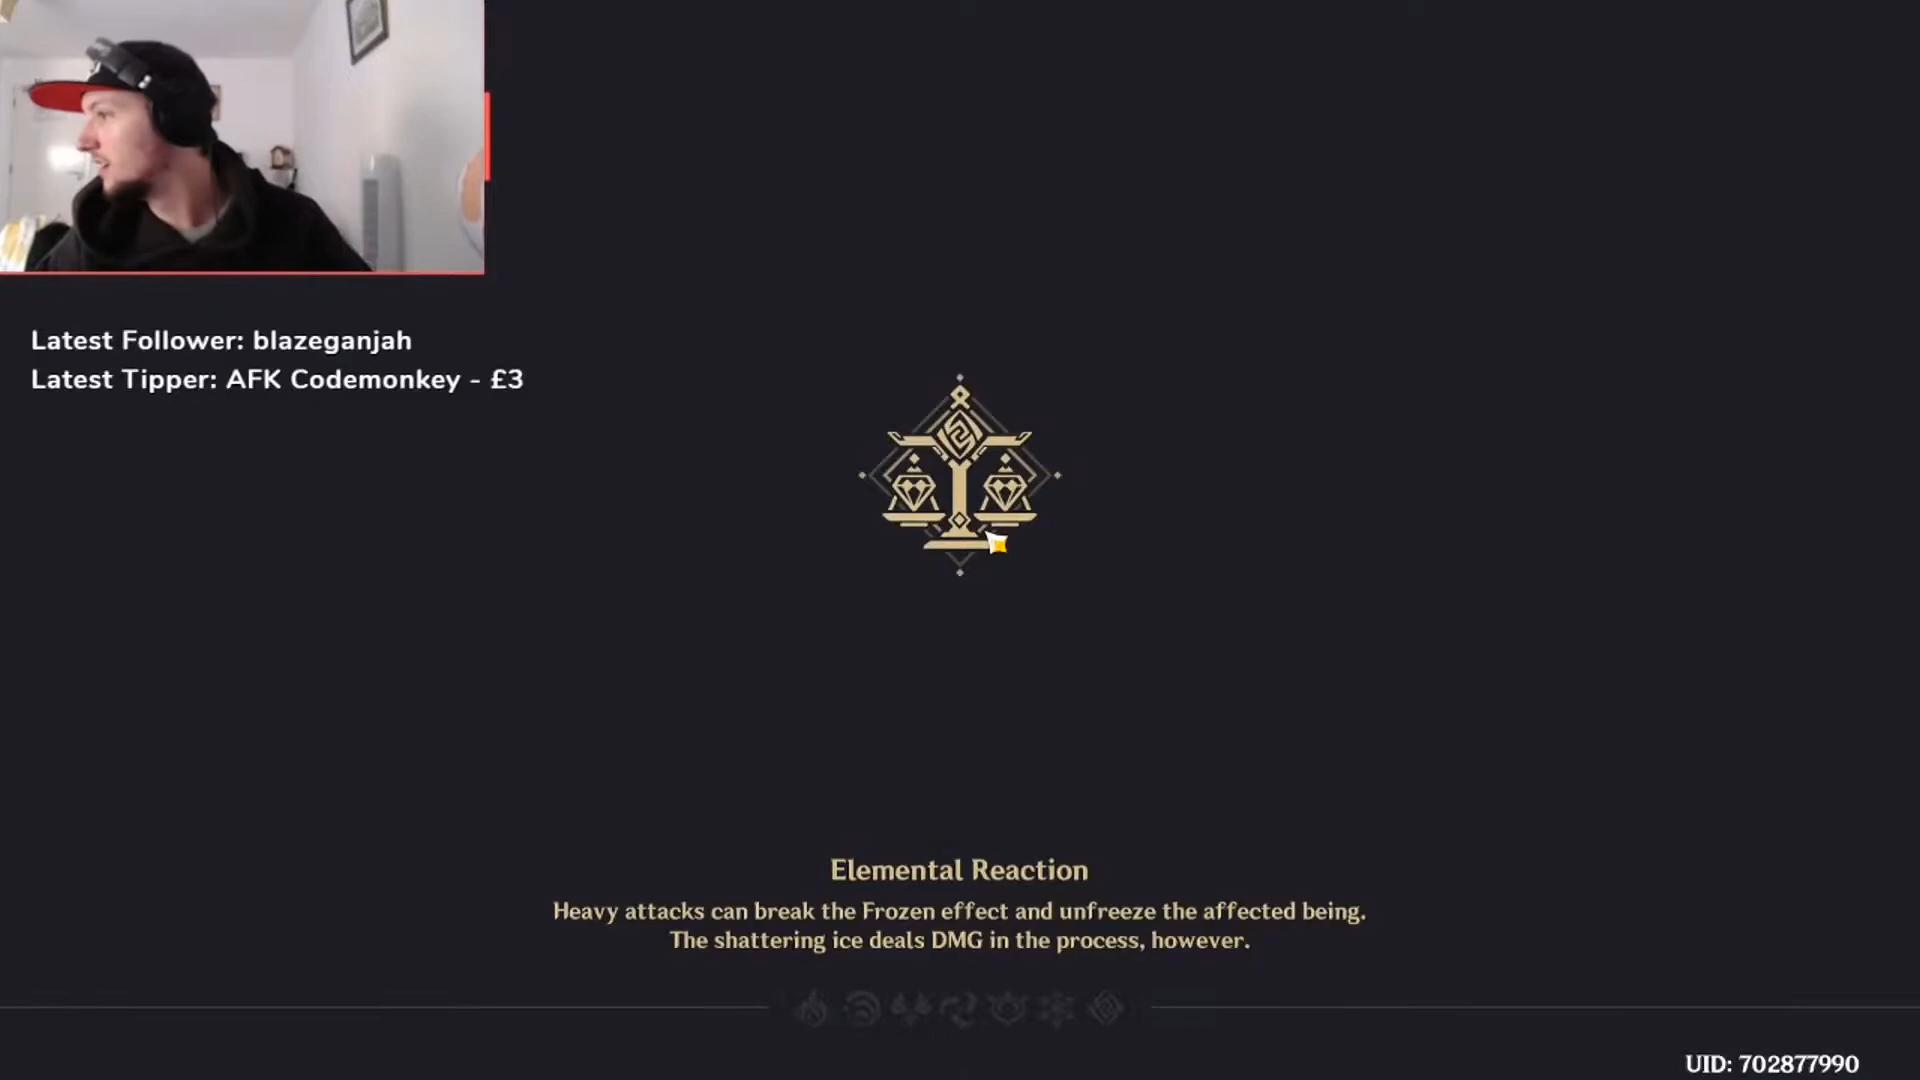 Latest Follower: blazeganjah
Latest Tipper: AFK Codemonkey - £3
Elemental Reaction
Heavy attacks can break the Frozen effect and unfreeze the affected being.
The shattering ice deals DMG in the process, however.
UID: 702877990